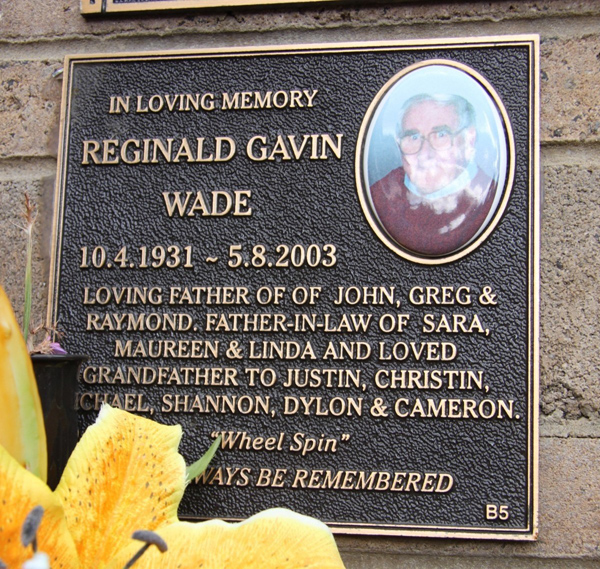 IN LOVING MEMORY
REGINALD GAVIN
WADE
10.4.1931 ~ 5.8.2003
LOVING FATHER OF OF JOHN, GREG &
RAYMOND. FATHER-IN-LAW OF SARA,
MAUREEN & LINDA AND LOVED
GRANDFATHER TO JUSTIN, CHRISTIN,
SHANNON, DYLON & CAMERON.
"Wheel Spin"
BE REMEMBERED
B5